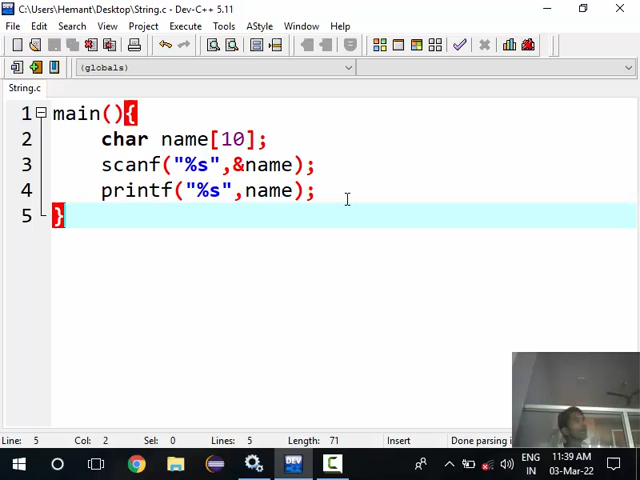 C:\Users\Hemant\Desktop\String.c - Dev-C++ 5.11
File Edit Search View Project Execute Tools AStyle Window Help
(globals)
String.c
1 main(){
2 char name[10];
3 scanf("%s",&name);
4 printf("%s",name);
5 }
Line: 5 Col: 2 Sel: 0 Lines: 5 Length: 71 Insert Done parsing i
DEV
ENG
IN
11:39 AM
03-Mar-22